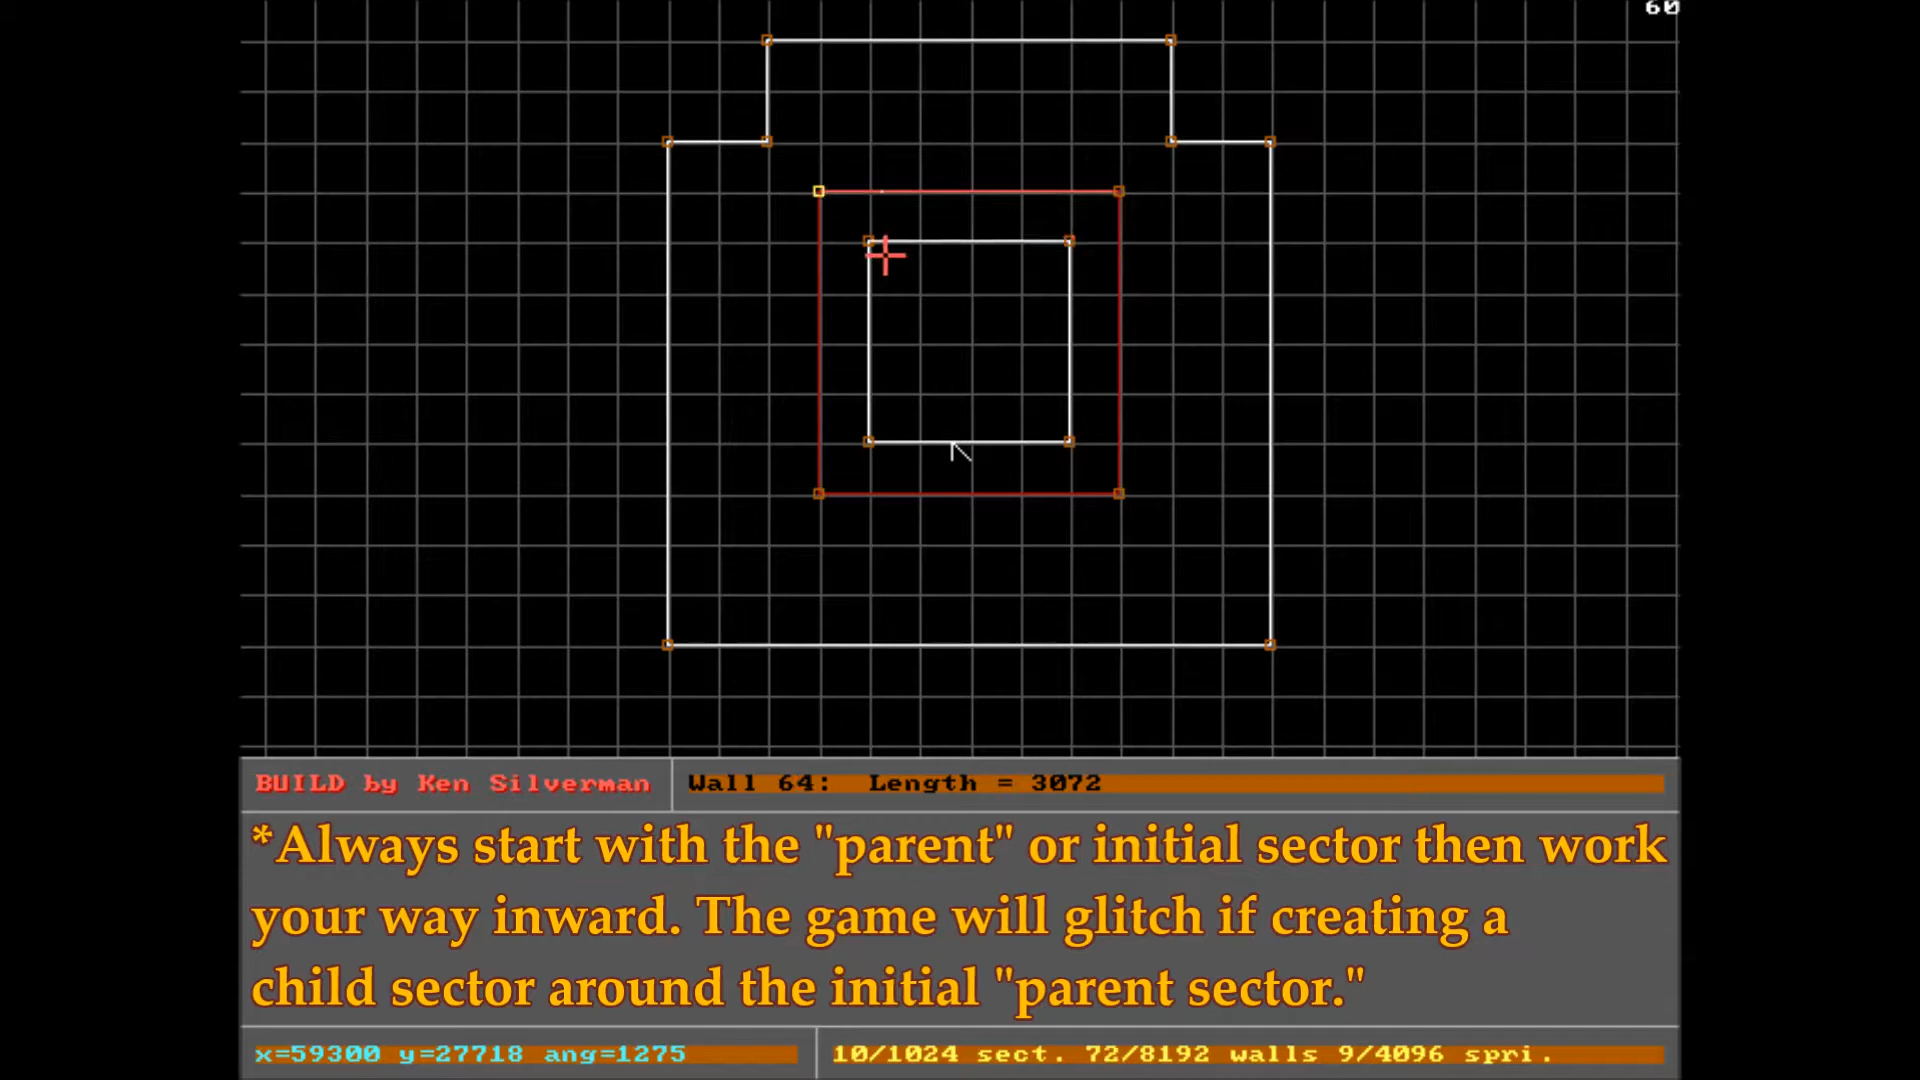 60
BUILD by Ken Silverman
Wall 64:  Length = 3072
*Always start with the "parent" or initial sector then work
your way inward. The game will glitch if creating a
child sector around the initial "parent sector."
x=59300 y=27718 ang=1275
10/1024 sect. 72/8192 walls 9/4096 spri.